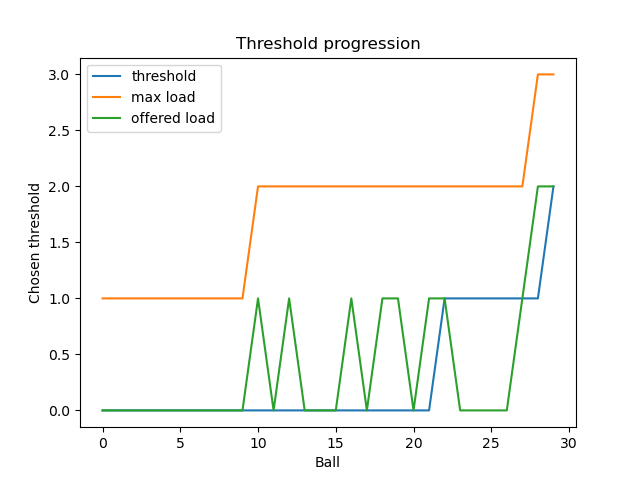 Threshold progression
threshold
max load
offered load
Chosen threshold
3.0
2.5
2.0
1.5
1.0
0.5
0.0
0 5 10 15 20 25 30
Ball